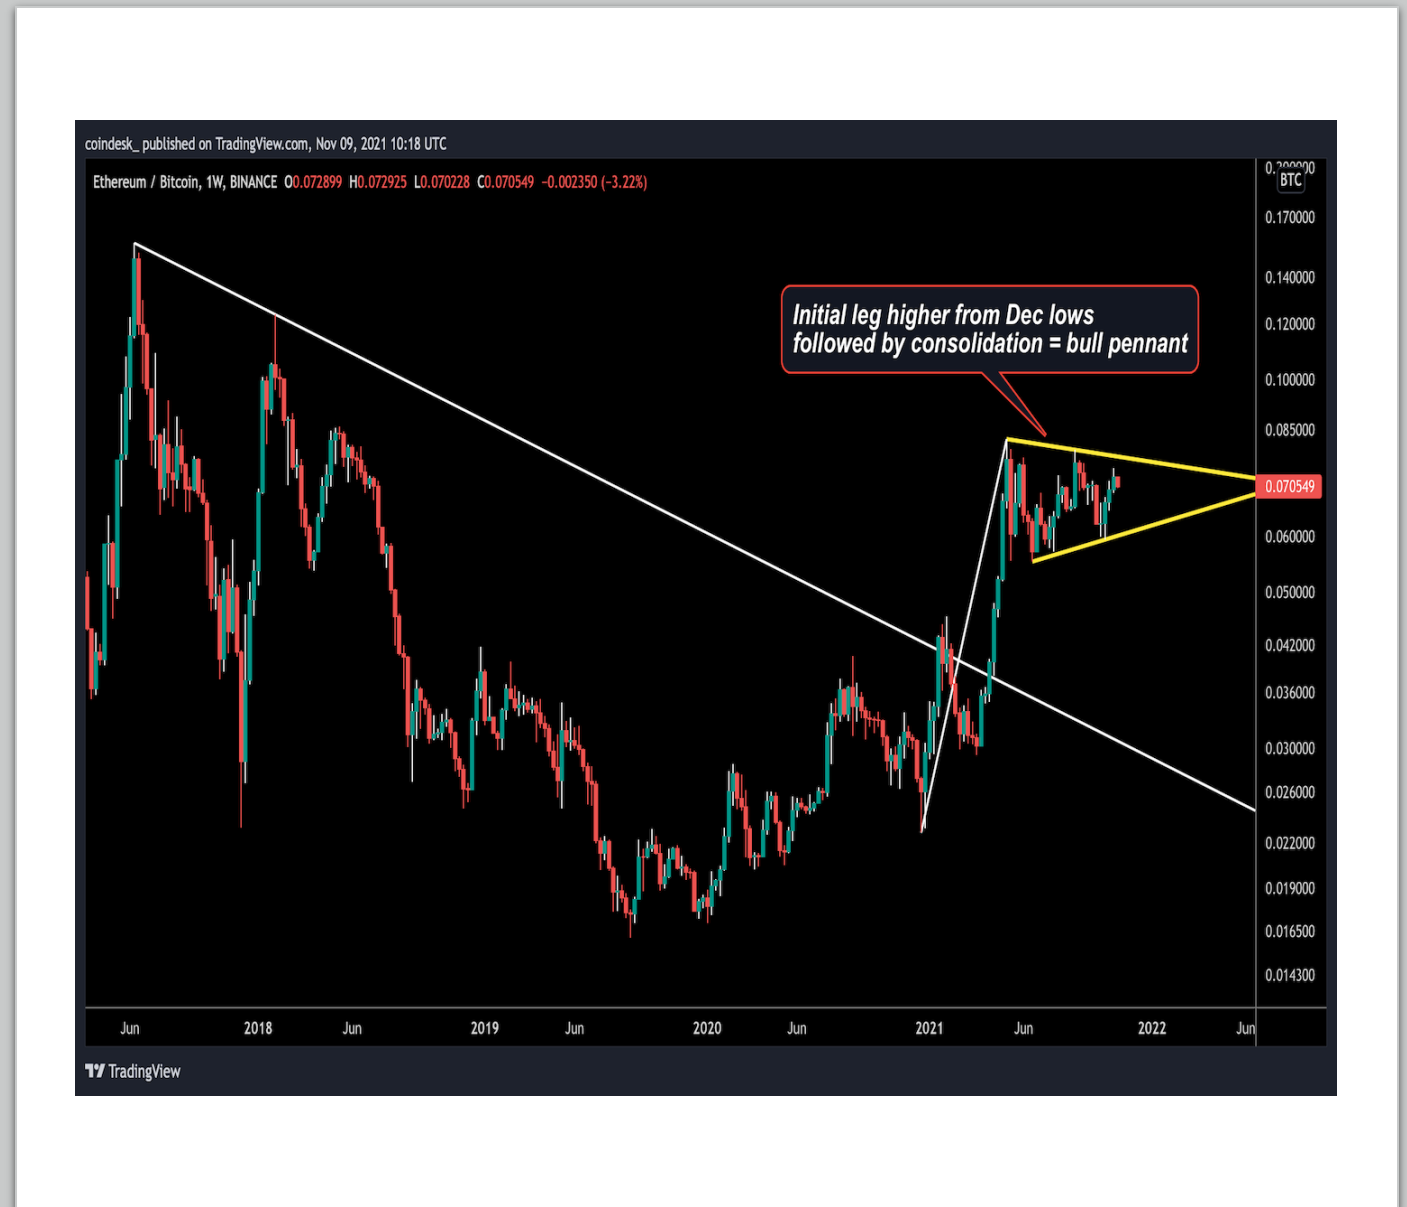 coindesk_ published on TradingView.com, Nov 09, 2021 10:18 UTC
Ethereum / Bitcoin, 1W, BINANCE O0.072899 H0.072925 L0.070228 C0.070549 −0.002350 (−3.22%)
BTC
0.170000
0.140000
0.120000
0.100000
0.085000
0.070549
0.060000
0.050000
0.042000
0.036000
0.030000
0.026000
0.022000
0.019000
0.016500
0.014300
Initial leg higher from Dec lows
followed by consolidation = bull pennant
Jun 2018 Jun 2019 Jun 2020 Jun 2021 Jun 2022 Jun
TradingView